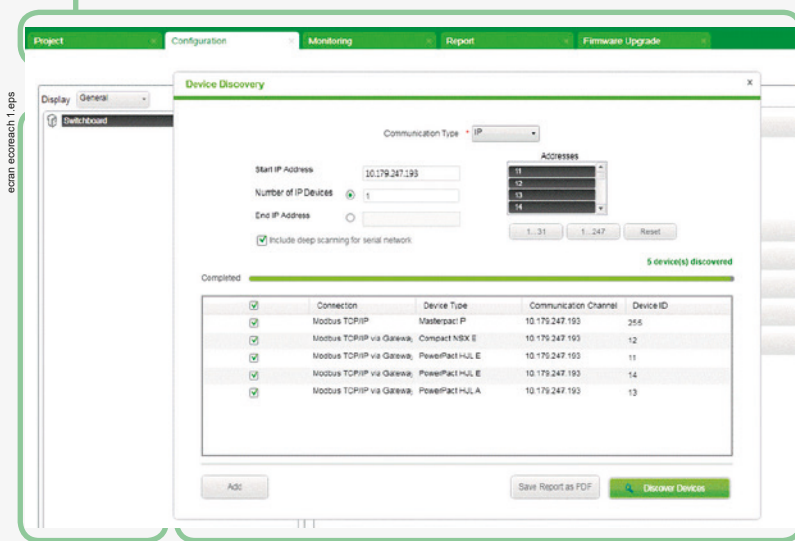 Project
Configuration
Monitoring
Report
Firmware Upgrade
ecran ecoreach 1.eps
Display General
Switchboard
Device Discovery x
Communication Type * IP
Start IP Address 10.179.247.193
Number of IP Devices 1
End IP Address
Include deep scanning for serial network
Addresses
11
12
13
14
1...31 1...247 Reset
5 device(s) discovered
Completed
Connection Device Type Communication Channel Device ID
Modbus TCP/IP Masterpact P 10.179.247.193 255
Modbus TCP/IP via Gateway Compact NSX E 10.179.247.193 12
Modbus TCP/IP via Gateway PowerPact HJL E 10.179.247.193 11
Modbus TCP/IP via Gateway PowerPact HJL E 10.179.247.193 14
Modbus TCP/IP via Gateway PowerPact HJL A 10.179.247.193 13
Add Save Report as PDF Discover Devices